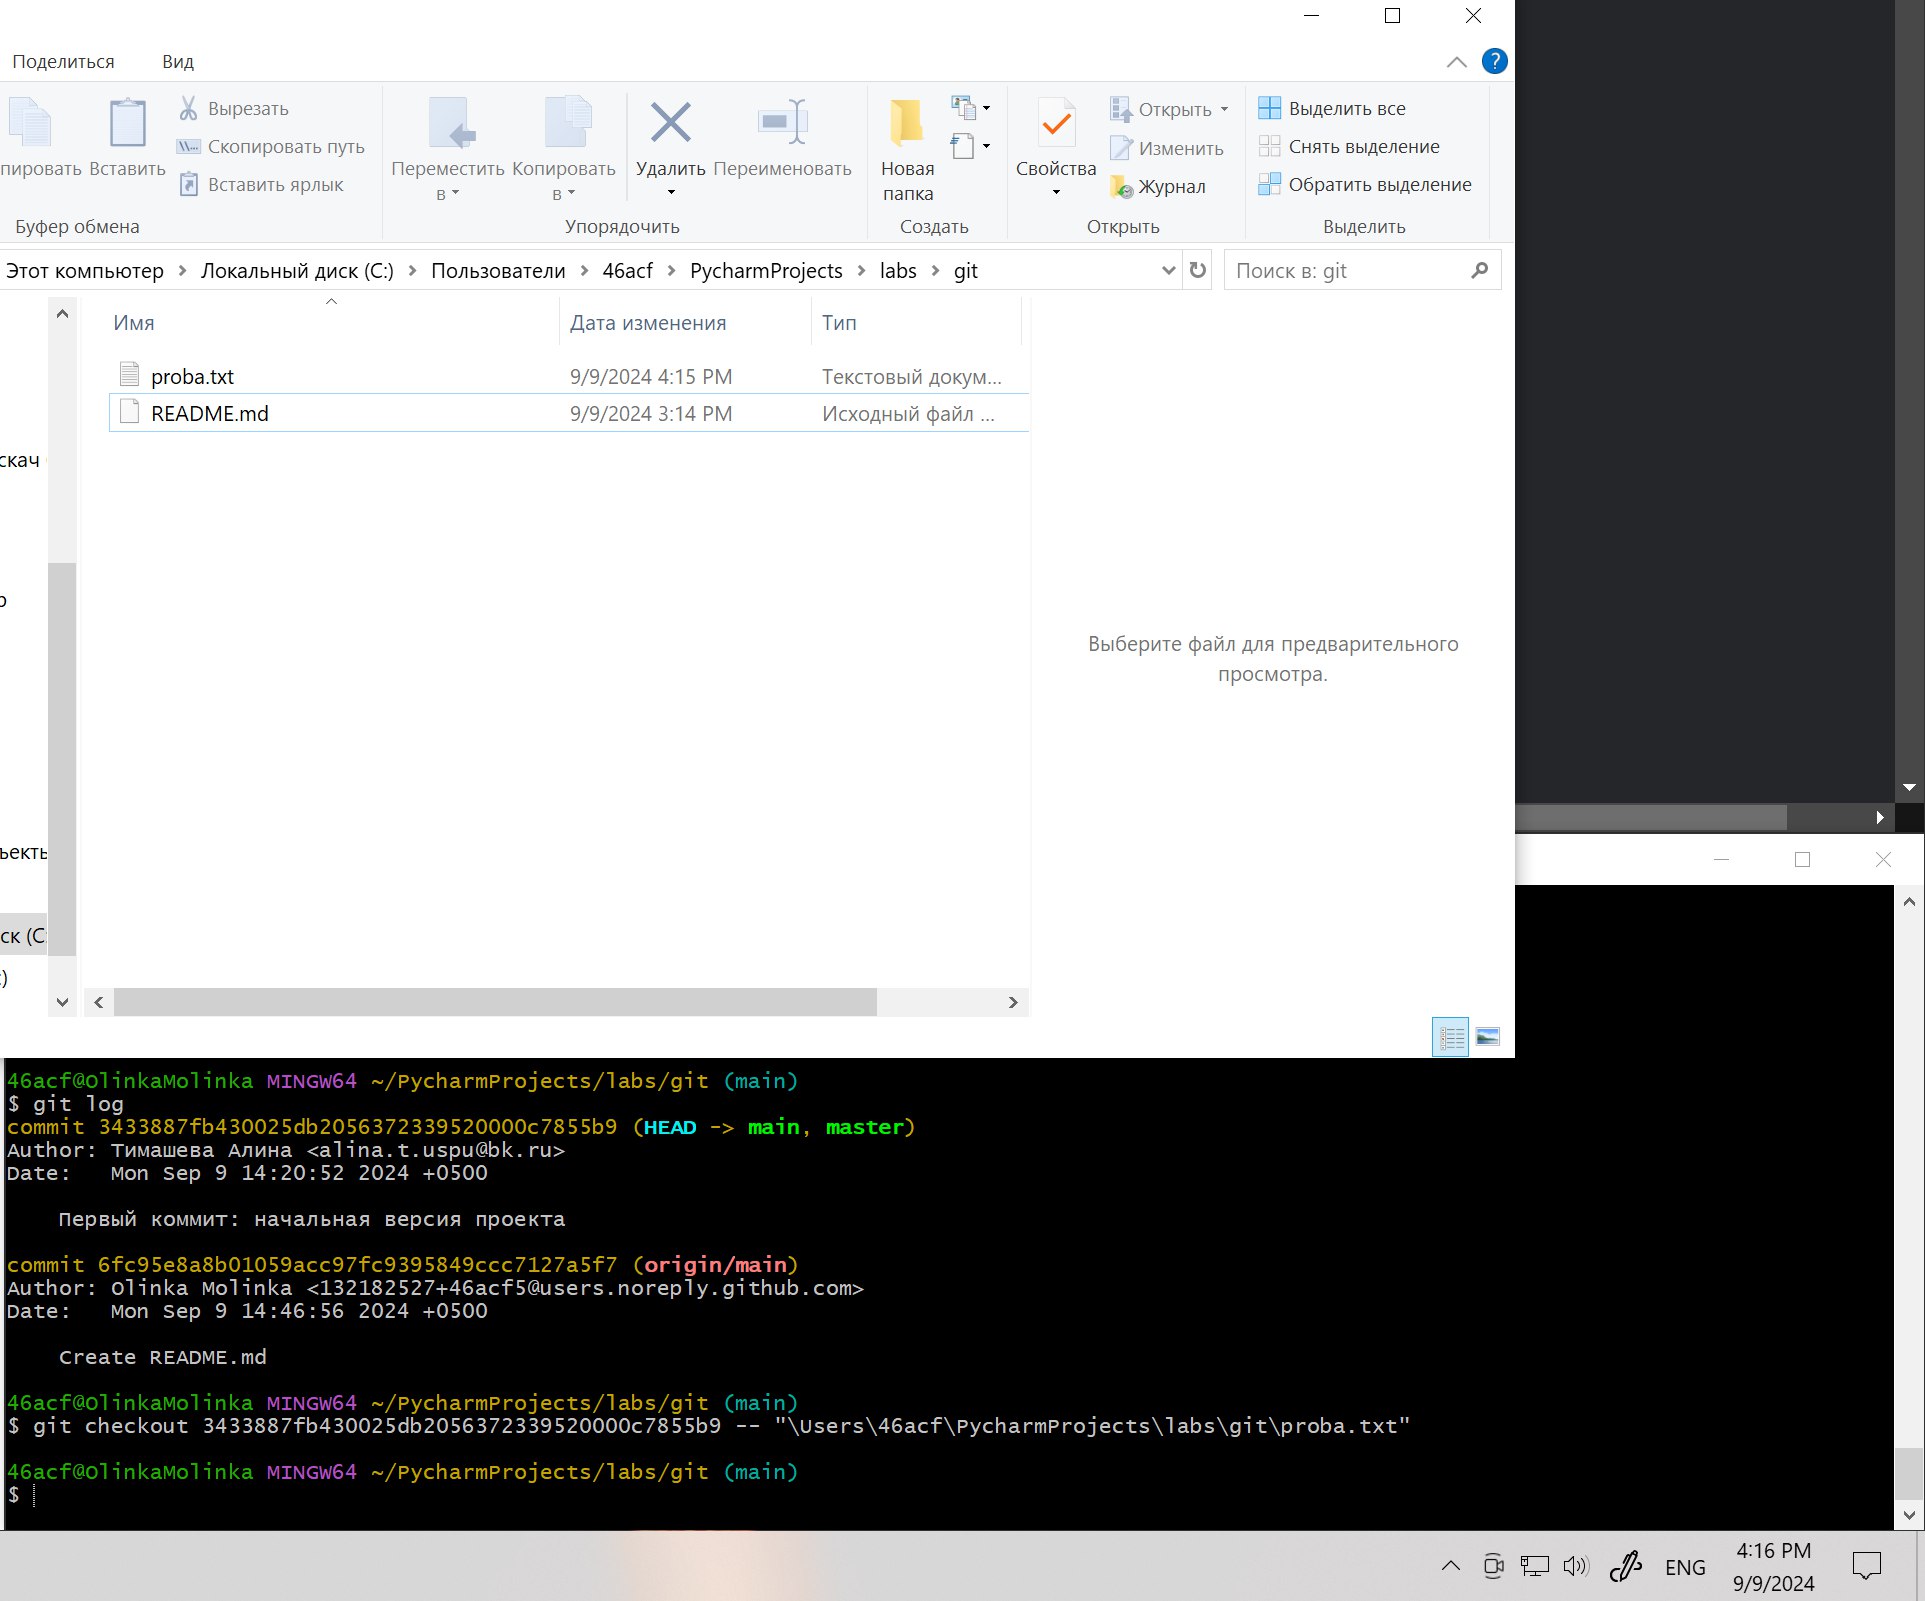 Поделиться Вид
?
пировать
Вставить
Вырезать
Скопировать путь
Вставить ярлык
Буфер обмена
Переместить в
Копировать в
Удалить
Переименовать
Упорядочить
Новая папка
Создать
Свойства
Открыть
Изменить
Журнал
Открыть
Выделить все
Снять выделение
Обратить выделение
Выделить
Этот компьютер > Локальный диск (C:) > Пользователи > 46acf > PycharmProjects > labs > git
Поиск в: git
Имя Дата изменения Тип
proba.txt 9/9/2024 4:15 PM Текстовый докум...
README.md 9/9/2024 3:14 PM Исходный файл ...
скач
ъекть
ск (C:
Выберите файл для предварительного
просмотра.
46acf@OlinkaMolinka MINGW64 ~/PycharmProjects/labs/git (main)
$ git log
commit 3433887fb430025db2056372339520000c7855b9 (HEAD -> main, master)
Author: Тимашева Алина <alina.t.uspu@bk.ru>
Date:   Mon Sep 9 14:20:52 2024 +0500
Первый коммит: начальная версия проекта
commit 6fc95e8a8b01059acc97fc9395849ccc7127a5f7 (origin/main)
Author: Olinka Molinka <132182527+46acf5@users.noreply.github.com>
Date:   Mon Sep 9 14:46:56 2024 +0500
Create README.md
46acf@OlinkaMolinka MINGW64 ~/PycharmProjects/labs/git (main)
$ git checkout 3433887fb430025db2056372339520000c7855b9 -- "\Users\46acf\PycharmProjects\labs\git\proba.txt"
46acf@OlinkaMolinka MINGW64 ~/PycharmProjects/labs/git (main)
$
ENG
4:16 PM
9/9/2024